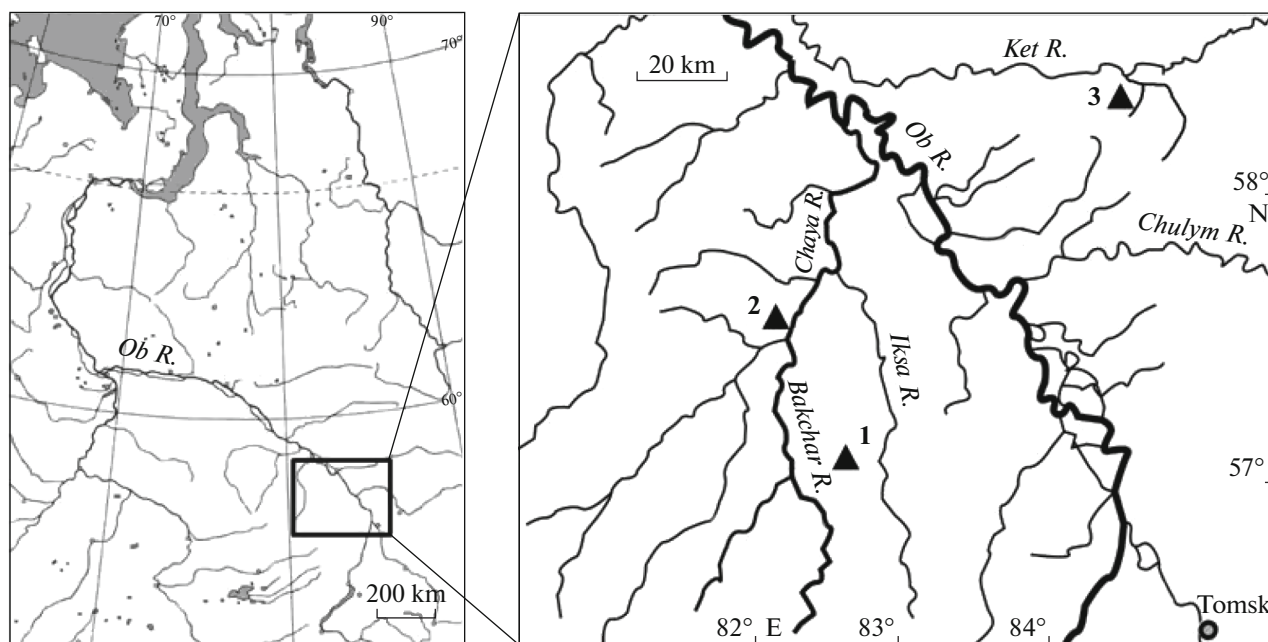 70°
90°
70°
Ob R.
60°
200 km
20 km
Ket R.
3
Ob R.
58°
N
Chaya R.
Chulym R.
2
Iksa R.
Bakchar R.
1
57°
Tomsk
82° E
83°
84°